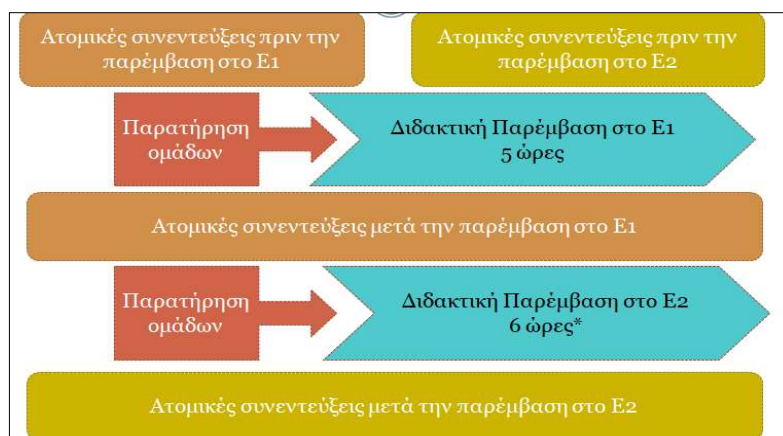 Ατομικές συνεντεύξεις πριν την
παρέμβαση στο Ε1
Ατομικές συνεντεύξεις πριν την
παρέμβαση στο Ε2
Παρατήρηση
ομάδων
Διδακτική Παρέμβαση στο Ε1
5 ώρες
Ατομικές συνεντεύξεις μετά την παρέμβαση στο Ε1
Παρατήρηση
ομάδων
Διδακτική Παρέμβαση στο Ε2
6 ώρες*
Ατομικές συνεντεύξεις μετά την παρέμβαση στο Ε2